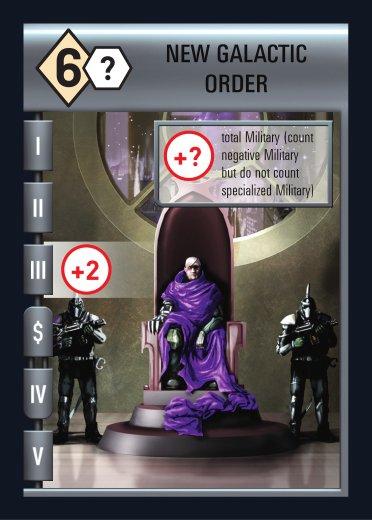 6 ?
NEW GALACTIC
ORDER
+?
total Military (count
negative Military
but do not count
specialized Military)
I
II
III
+2
$
IV
V